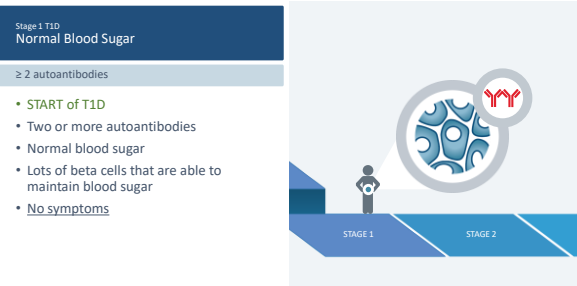 Stage 1 T1D
Normal Blood Sugar
≥ 2 autoantibodies
• START of T1D
• Two or more autoantibodies
• Normal blood sugar
• Lots of beta cells that are able to
maintain blood sugar
• No symptoms
STAGE 1
STAGE 2